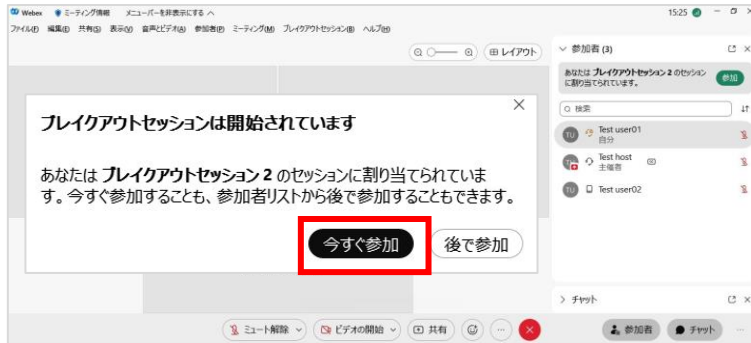 Webex ミーティング情報 メニューバーを非表示にする 15:25
ファイル(F) 編集(E) 共有(S) 表示(V) 音声とビデオ(A) 参加者(P) ミーティング(M) ブレイクアウトセッション(B) ヘルプ(H)
レイアウト
参加者 (3)
あなたは ブレイクアウトセッション 2 のセッション
に割り当てられています。
参加
検索
TU Test user01
自分
Test host
主催者
TU Test user02
ブレイクアウトセッションは開始されています
あなたは ブレイクアウトセッション 2 のセッションに割り当てられていま
す。今すぐ参加することも、参加者リストから後で参加することもできます。
今すぐ参加 後で参加
チャット
ミュート解除 ビデオの開始 共有 参加者 チャット